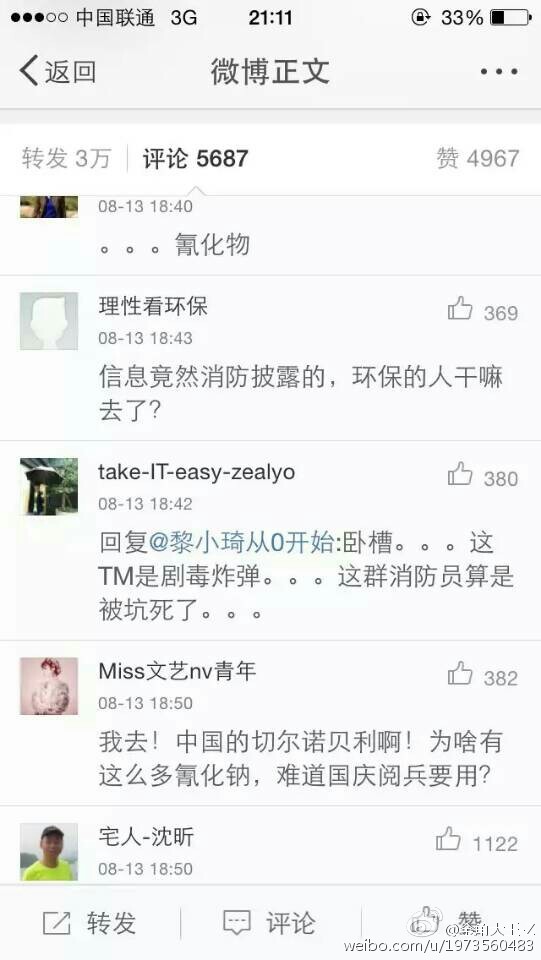 中国联通 3G 21:11 33%
返回 微博正文
转发 3万 评论 5687 赞 4967
08-13 18:40
。。。氰化物
理性看环保 369
08-13 18:43
信息竟然消防披露的，环保的人干嘛
去了？
take-IT-easy-zealyo 380
08-13 18:42
回复@黎小琦从0开始:卧槽。。。这
TM是剧毒炸弹。。。这群消防员算是
被坑死了。。。
Miss文艺nv青年 382
08-13 18:50
我去！中国的切尔诺贝利啊！为啥有
这么多氰化钠，难道国庆阅兵要用？
宅人-沈昕 1122
08-13 18:50
转发 评论 赞
weibo.com/u/1973560483